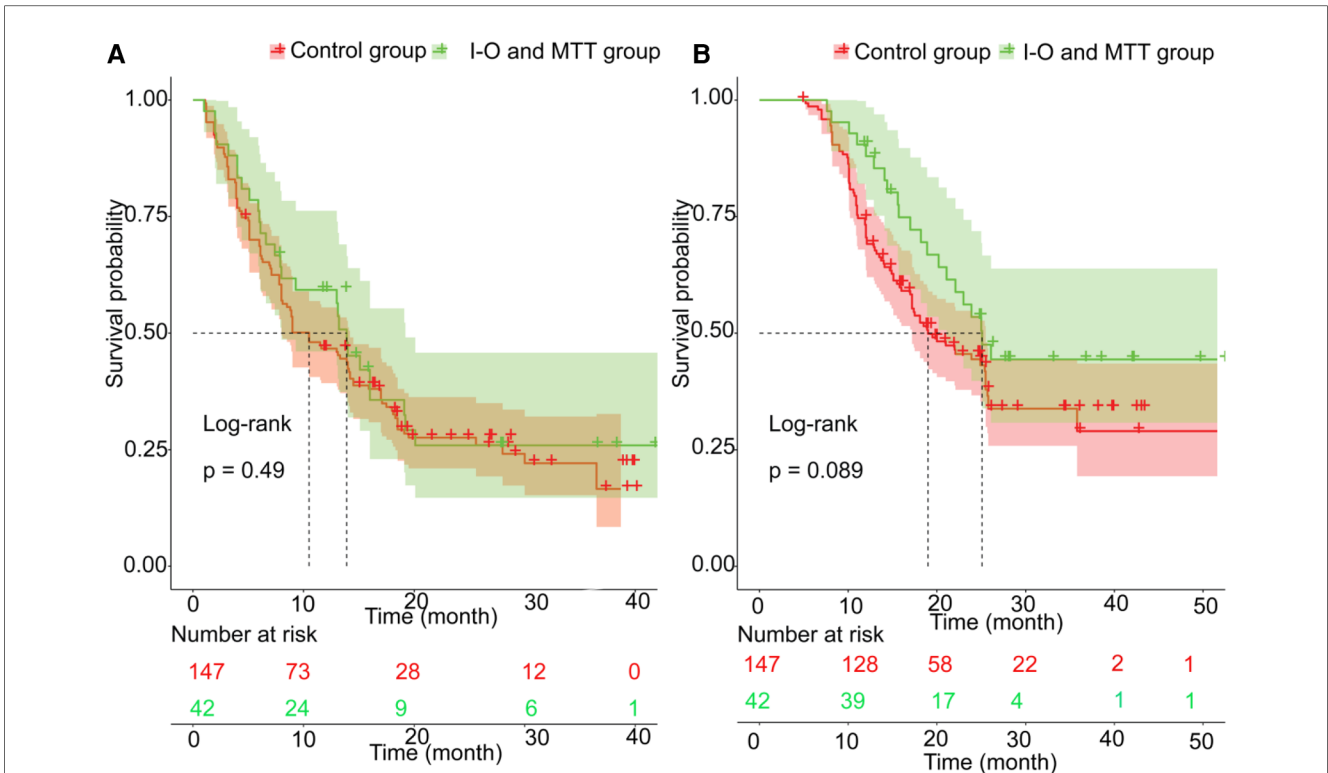 A
Control group I-O and MTT group
1.00
0.75
0.50
0.25
0.00
Survival probability
Log-rank
p = 0.49
0 10 20 30 40
Time (month)
Number at risk
147 73 28 12 0
42 24 9 6 1
0 10 20 30 40
Time (month)
B
Control group I-O and MTT group
1.00
0.75
0.50
0.25
0.00
Survival probability
Log-rank
p = 0.089
0 10 20 30 40 50
Time (month)
Number at risk
147 128 58 22 2 1
42 39 17 4 1 1
0 10 20 30 40 50
Time (month)